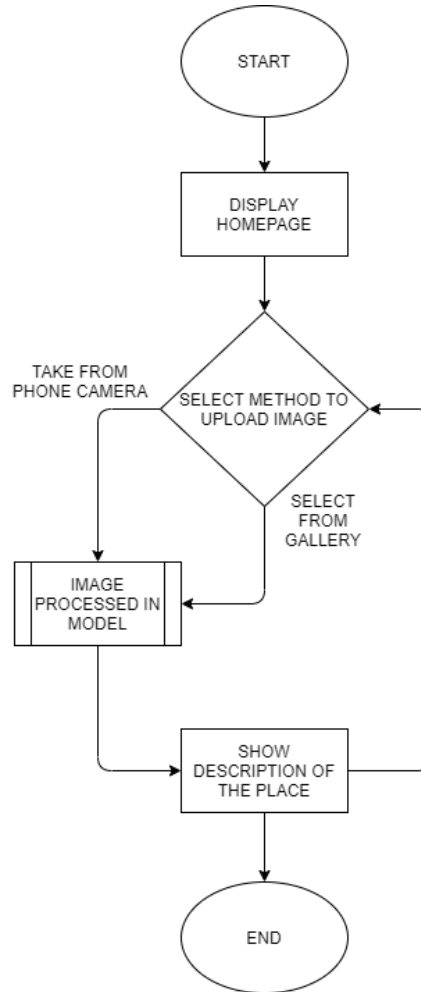 START
DISPLAY
HOMEPAGE
TAKE FROM
PHONE CAMERA
SELECT METHOD TO
UPLOAD IMAGE
SELECT
FROM
GALLERY
IMAGE
PROCESSED IN
MODEL
SHOW
DESCRIPTION OF
THE PLACE
END